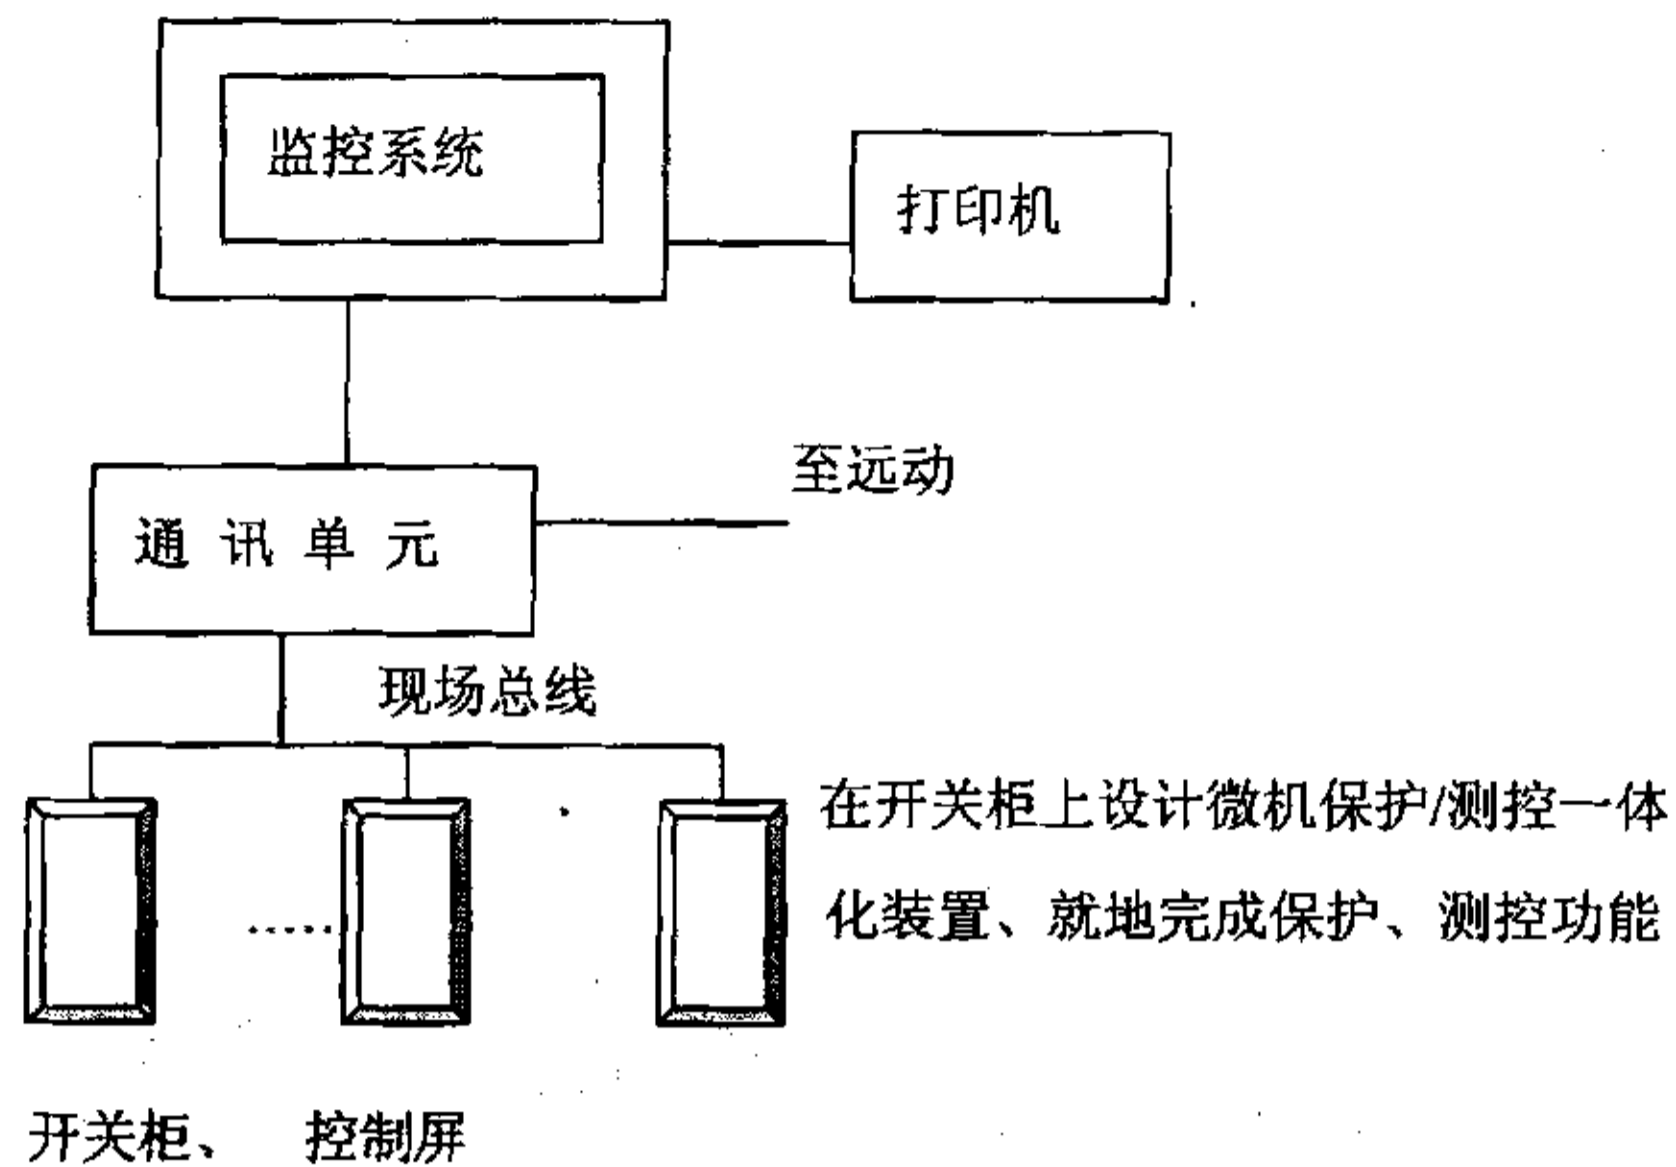 监控系统
打印机
至远动
通讯单元
现场总线
在开关柜上设计微机保护/测控一体
化装置、就地完成保护、测控功能
开关柜、 控制屏